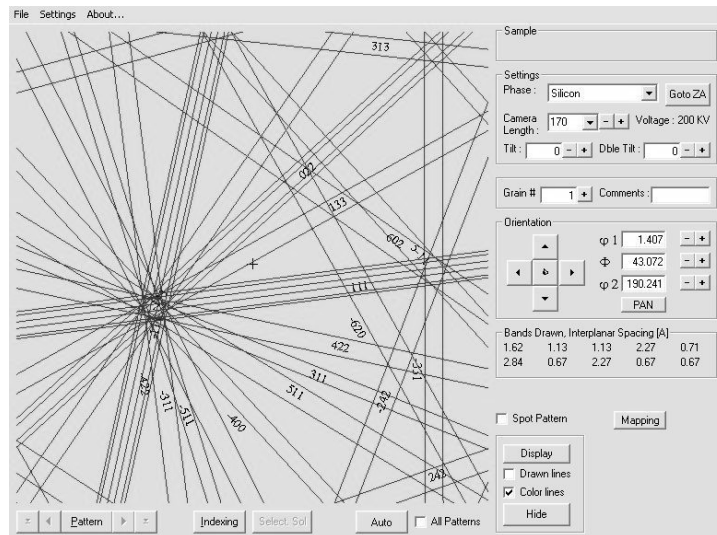 File Settings About...
Sample
Settings
Phase : Silicon Goto ZA
Camera Length : 170 - + Voltage : 200 KV
Tilt : 0 - + Dble Tilt : 0 - +
Grain # 1 + Comments :
Orientation
φ 1 1.407 - +
Φ 43.072 - +
φ 2 190.241 - +
PAN
Bands Drawn, Interplanar Spacing [A]
1.62 1.13 1.13 2.27 0.71
2.84 0.67 2.27 0.67 0.67
Spot Pattern Mapping
Display
Drawn lines
Color lines
Hide
313
022
133
602
111
-620
422
-331
311
511
-242
-422
-311
-511
-400
243
Pattern Indexing Select. Sol Auto All Patterns